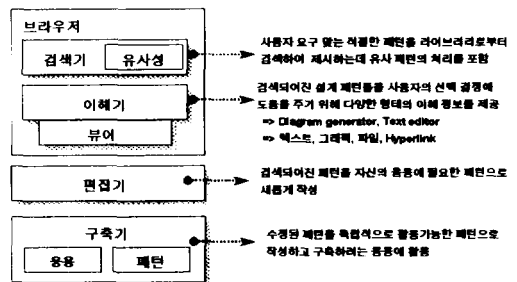 브라우저
검색기
유사성
사용자 요구 맞는 적절한 패턴을 라이브러리로부터
검색하여 제시하는데 유사 패턴의 처리를 포함
이해기
뷰어
검색되어진 설계 패턴들을 사용자의 선택 결정에
도움을 주기 위해 다양한 형태의 이해 정보를 제공
=> Diagram generator, Text editor
=> 텍스트, 그래픽, 파일, Hyperlink
편집기
검색되어진 패턴을 자신의 응용에 필요한 패턴으로
새롭게 작성
구축기
응용
패턴
수정된 패턴을 독립적으로 활용가능한 패턴으로
작성하고 구축하려는 응용에 활용